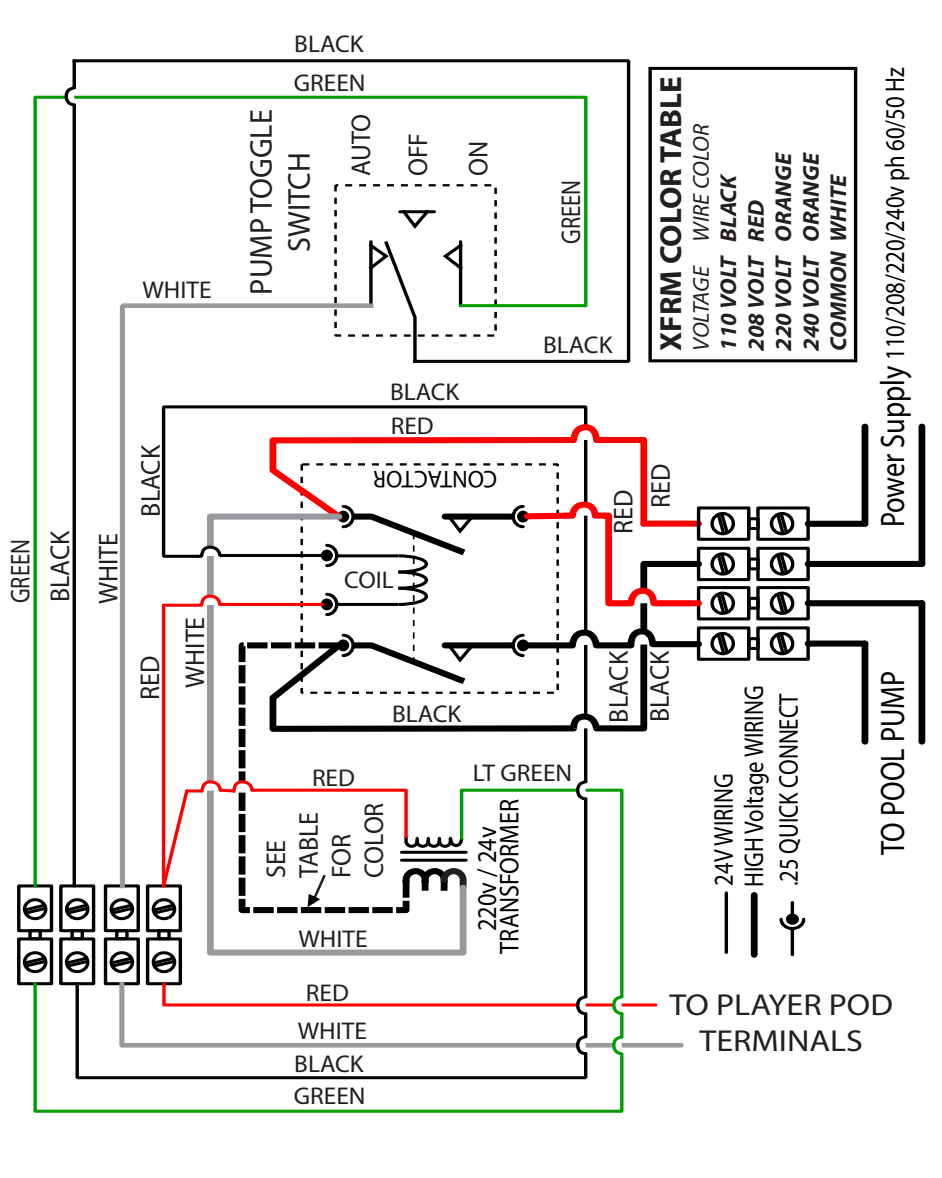 BLACK
GREEN
PUMP TOGGLE
SWITCH
AUTO
OFF
ON
GREEN
WHITE
BLACK
XFRM COLOR TABLE
VOLTAGE WIRE COLOR
110 VOLT BLACK
208 VOLT RED
220 VOLT ORANGE
240 VOLT ORANGE
COMMON WHITE
Power Supply 110/208/220/240v ph 60/50 Hz
BLACK
RED
BLACK
CONTACTOR
RED
RED
GREEN
BLACK
WHITE
COIL
WHITE
RED
BLACK
BLACK
BLACK
TO POOL PUMP
RED
LT GREEN
SEE
TABLE
FOR
COLOR
220v / 24v
TRANSFORMER
24V WIRING
HIGH Voltage WIRING
.25 QUICK CONNECT
WHITE
RED
TO PLAYER POD
TERMINALS
WHITE
BLACK
GREEN